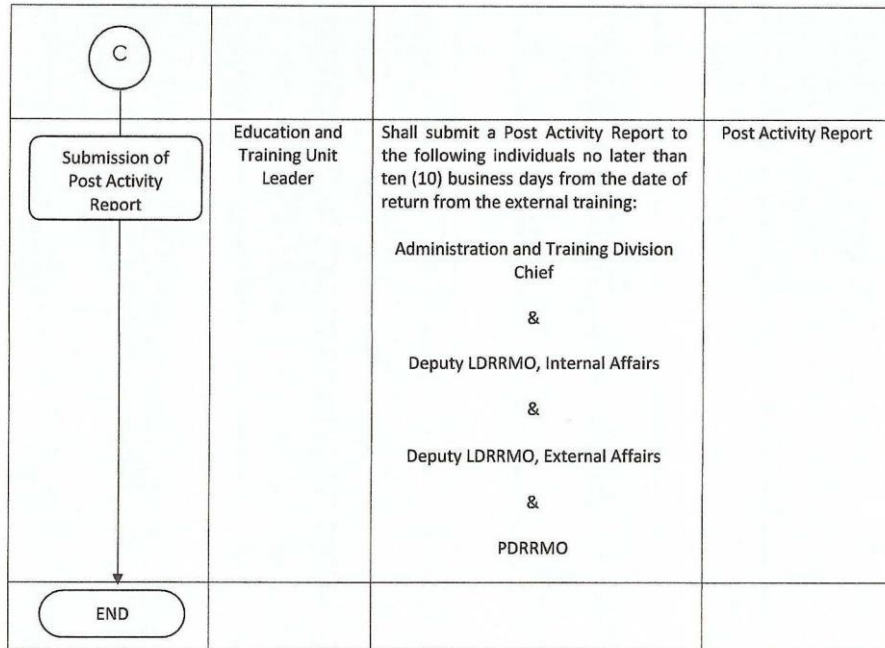 C
Submission of
Post Activity
Report
Education and
Training Unit
Leader
Shall submit a Post Activity Report to
the following individuals no later than
ten (10) business days from the date of
return from the external training:
Administration and Training Division
Chief
&
Deputy LDRRMO, Internal Affairs
&
Deputy LDRRMO, External Affairs
&
PDRRMO
Post Activity Report
END